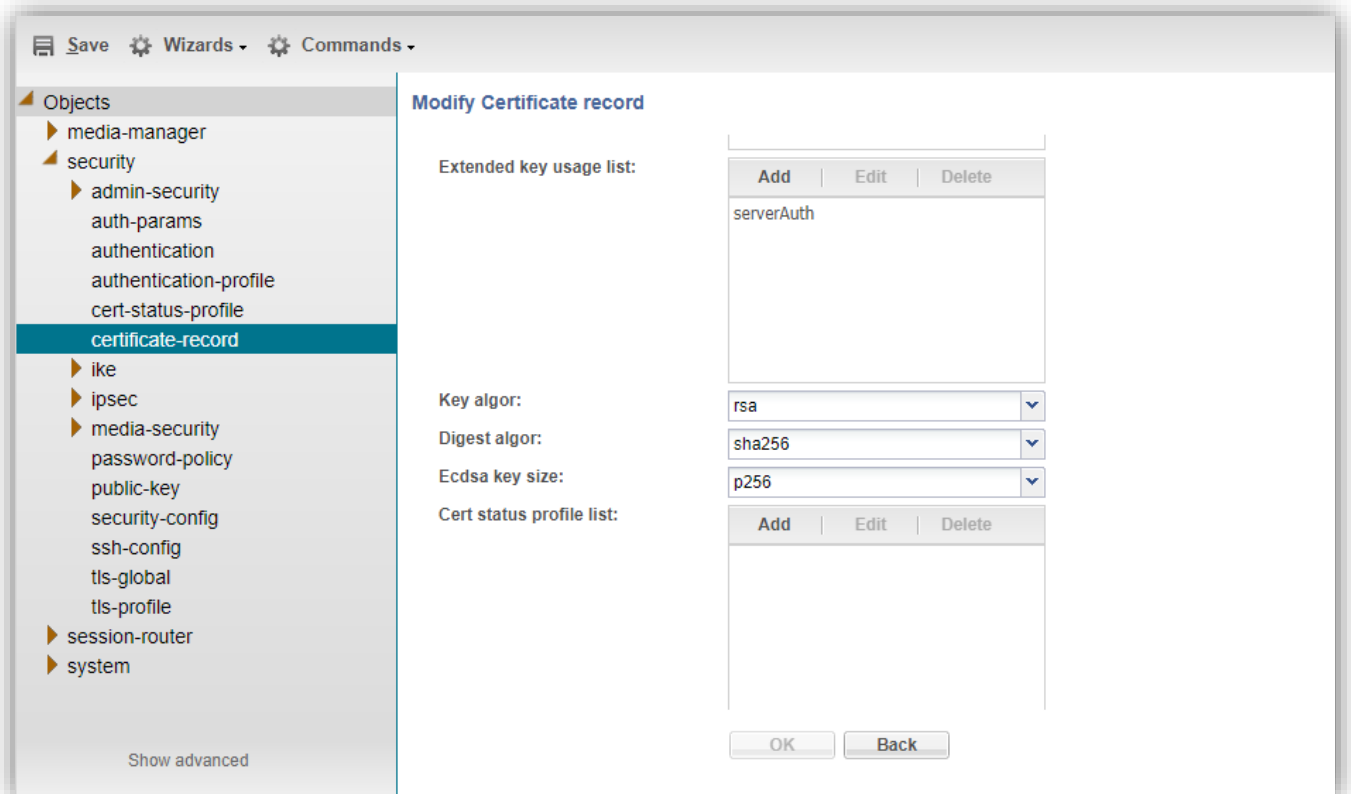 Save Wizards Commands
Objects
media-manager
security
admin-security
auth-params
authentication
authentication-profile
cert-status-profile
certificate-record
ike
ipsec
media-security
password-policy
public-key
security-config
ssh-config
tls-global
tls-profile
session-router
system
Show advanced
Modify Certificate record
Extended key usage list:
Add Edit Delete
serverAuth
Key algor: rsa
Digest algor: sha256
Ecdsa key size: p256
Cert status profile list:
Add Edit Delete
OK Back